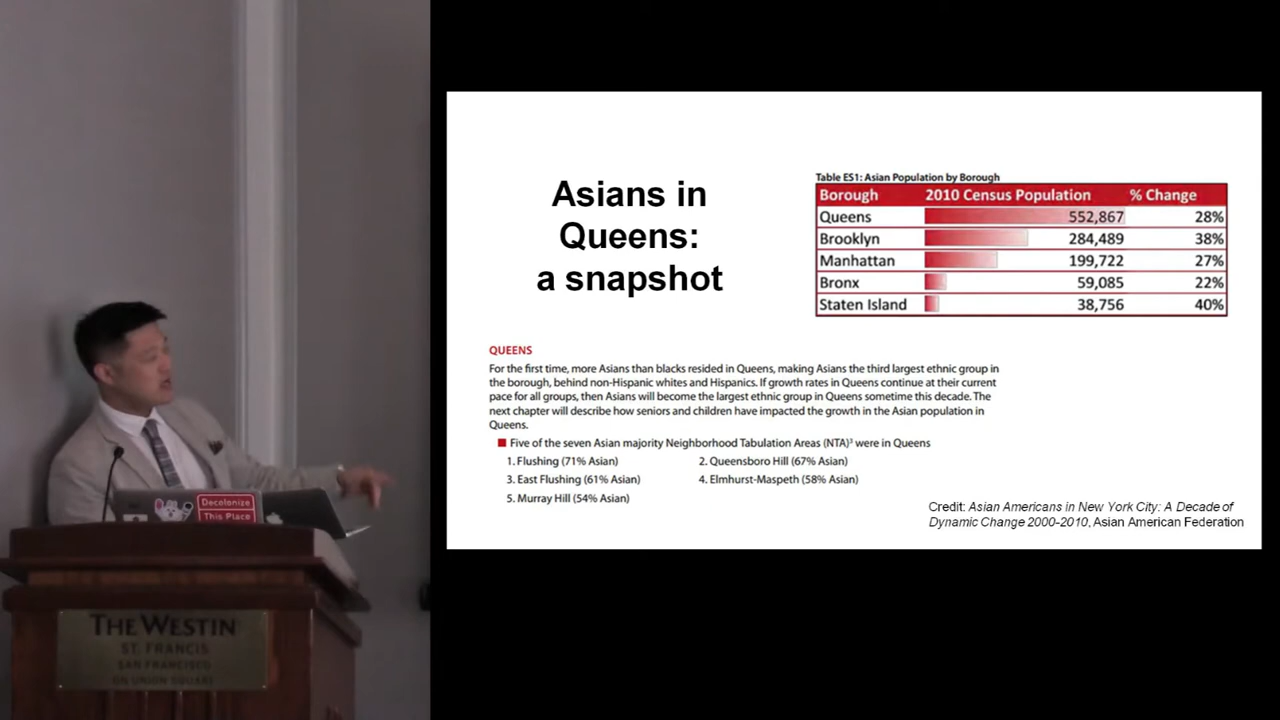 Asians in
Queens:
a snapshot
Table ES1: Asian Population by Borough
Borough 2010 Census Population % Change
Queens 552,867 28%
Brooklyn 284,489 38%
Manhattan 199,722 27%
Bronx 59,085 22%
Staten Island 38,756 40%
QUEENS
For the first time, more Asians than blacks resided in Queens, making Asians the third largest ethnic group in
the borough, behind non-Hispanic whites and Hispanics. If growth rates in Queens continue at their current
pace for all groups, then Asians will become the largest ethnic group in Queens sometime this decade. The
next chapter will describe how seniors and children have impacted the growth in the Asian population in
Queens.
Five of the seven Asian majority Neighborhood Tabulation Areas (NTA)³ were in Queens
1. Flushing (71% Asian) 2. Queensboro Hill (67% Asian)
3. East Flushing (61% Asian) 4. Elmhurst-Maspeth (58% Asian)
5. Murray Hill (54% Asian)
Credit: Asian Americans in New York City: A Decade of
Dynamic Change 2000-2010, Asian American Federation
Decolonize
This Place
THE WESTIN
ST. FRANCIS
SAN FRANCISCO
ON UNION SQUARE